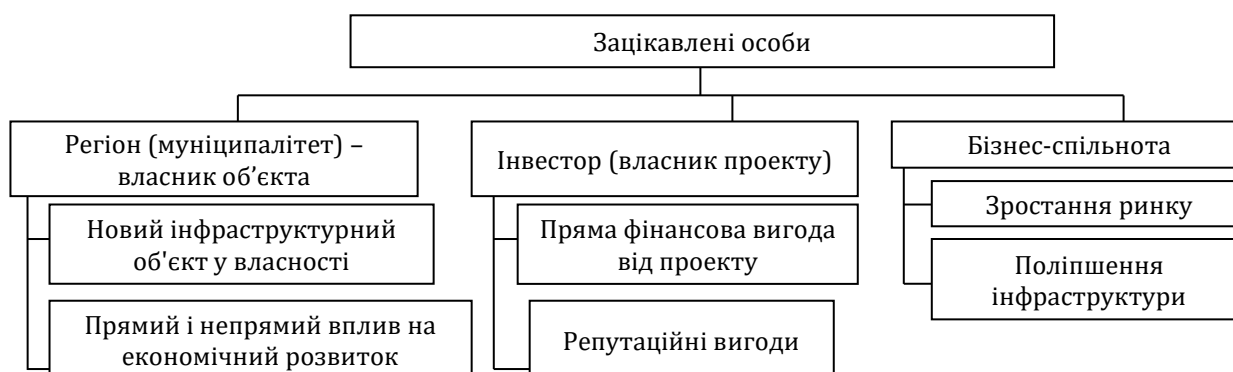 Зацікавлені особи
Регіон (муніципалітет) –
власник об’єкта
Новий інфраструктурний
об'єкт у власності
Прямий і непрямий вплив на
економічний розвиток
Інвестор (власник проекту)
Пряма фінансова вигода
від проекту
Репутаційні вигоди
Бізнес-спільнота
Зростання ринку
Поліпшення
інфраструктури